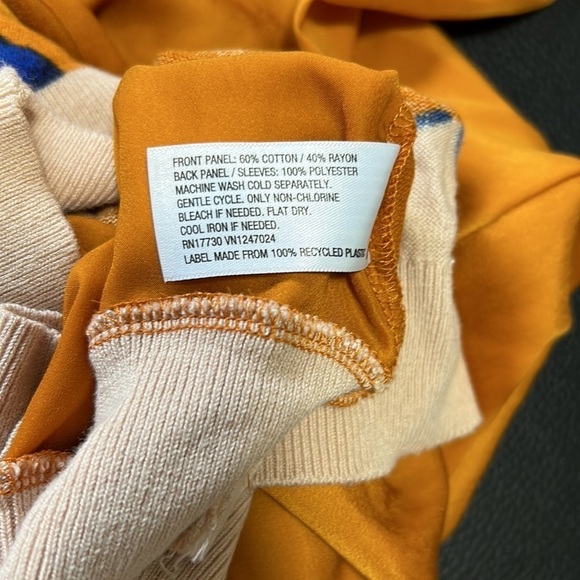 FRONT PANEL: 60% COTTON / 40% RAYON
BACK PANEL / SLEEVES: 100% POLYESTER
MACHINE WASH COLD SEPARATELY.
GENTLE CYCLE. ONLY NON-CHLORINE
BLEACH IF NEEDED. FLAT DRY.
COOL IRON IF NEEDED.
RN17730 VN1247024
LABEL MADE FROM 100% RECYCLED PLASTIC